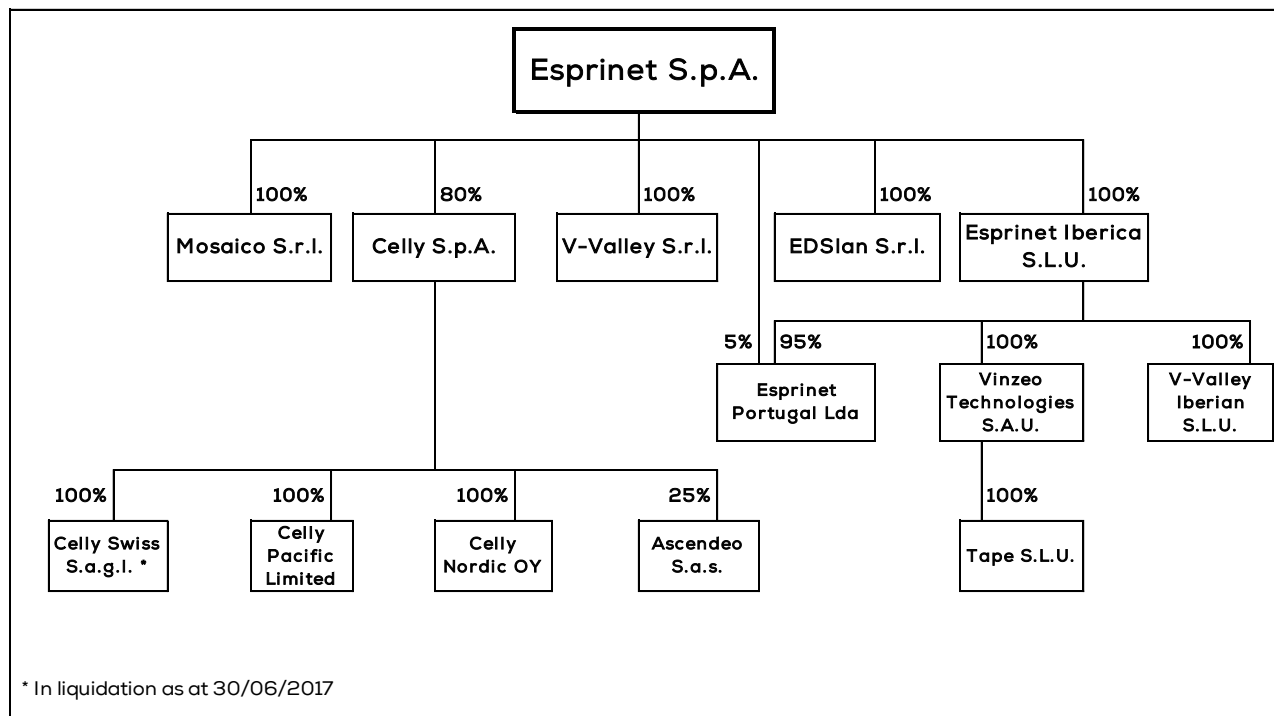 Esprinet S.p.A.
100%
80%
100%
100%
100%
Mosaico S.r.l.
Celly S.p.A.
V-Valley S.r.l.
EDSlan S.r.l.
Esprinet Iberica
S.L.U.
5%
95%
100%
100%
Esprinet
Portugal Lda
Vinzeo
Technologies
S.A.U.
V-Valley
Iberian
S.L.U.
100%
100%
100%
25%
100%
Celly Swiss
S.a.g.l. *
Celly
Pacific
Limited
Celly
Nordic OY
Ascendeo
S.a.s.
Tape S.L.U.
* In liquidation as at 30/06/2017